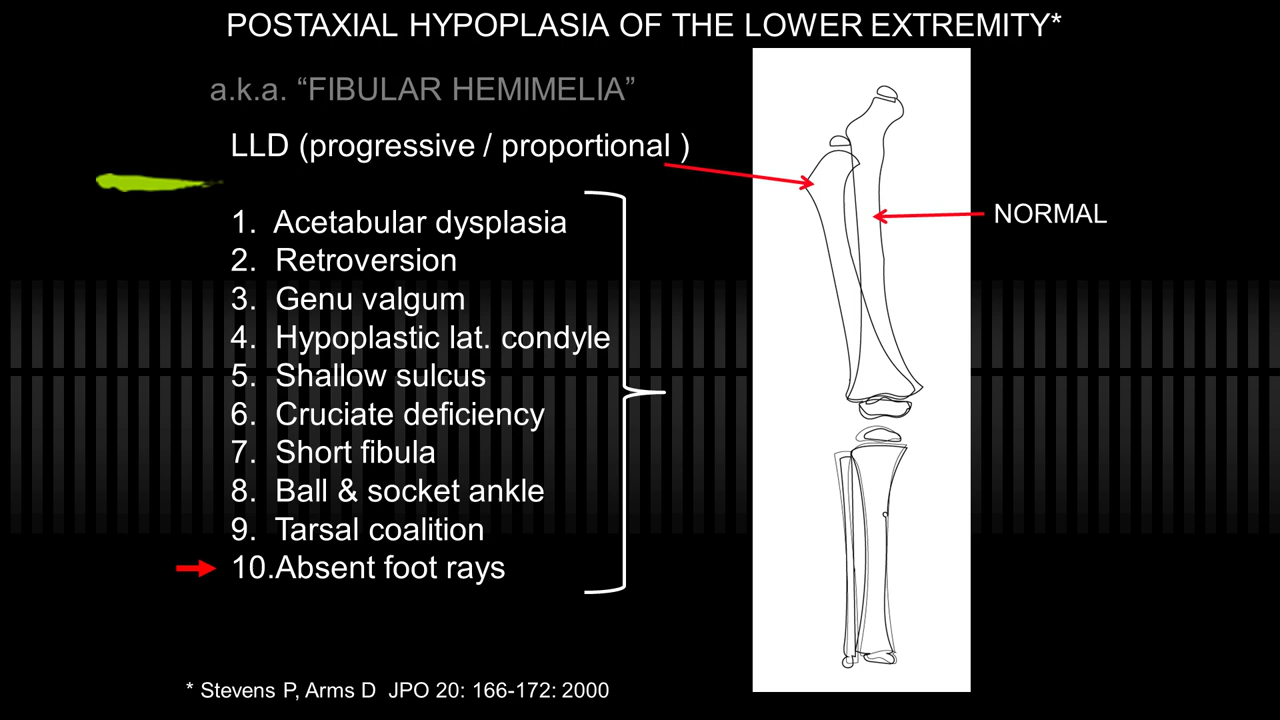 POSTAXIAL HYPOPLASIA OF THE LOWER EXTREMITY*
a.k.a. “FIBULAR HEMIMELIA”
LLD (progressive / proportional )
1. Acetabular dysplasia
2. Retroversion
3. Genu valgum
4. Hypoplastic lat. condyle
5. Shallow sulcus
6. Cruciate deficiency
7. Short fibula
8. Ball & socket ankle
9. Tarsal coalition
10.Absent foot rays
NORMAL
* Stevens P, Arms D JPO 20: 166-172: 2000